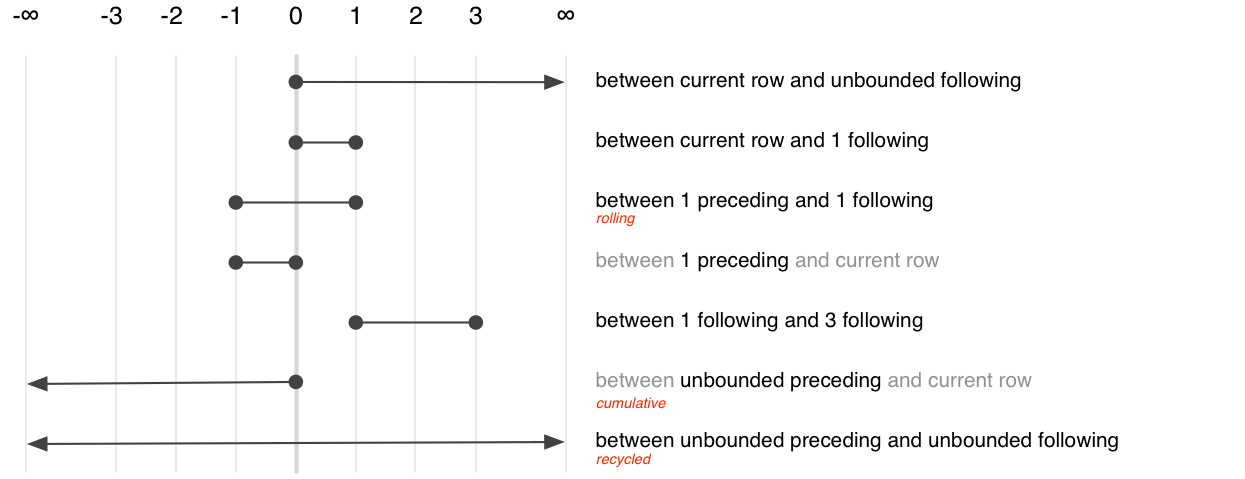 -∞ -3 -2 -1 0 1 2 3 ∞
between current row and unbounded following
between current row and 1 following
between 1 preceding and 1 following
rolling
between 1 preceding and current row
between 1 following and 3 following
between unbounded preceding and current row
cumulative
between unbounded preceding and unbounded following
recycled